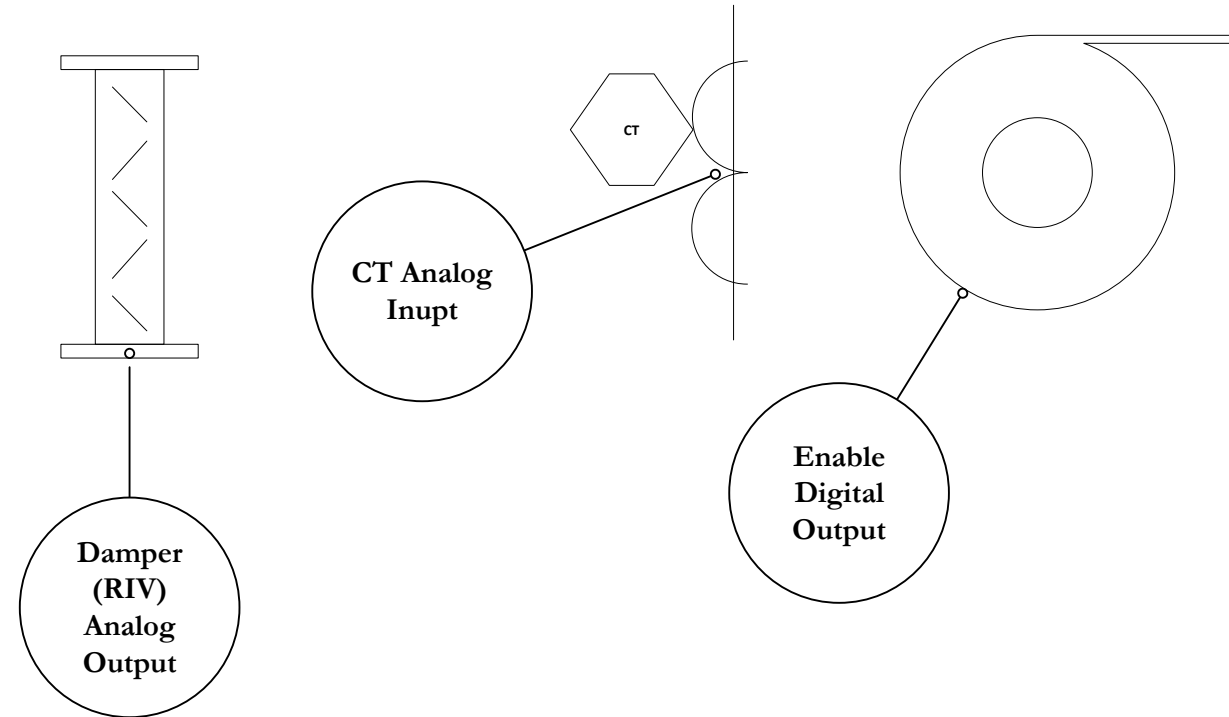 CT
CT Analog
Inupt
Enable
Digital
Output
Damper
(RIV)
Analog
Output